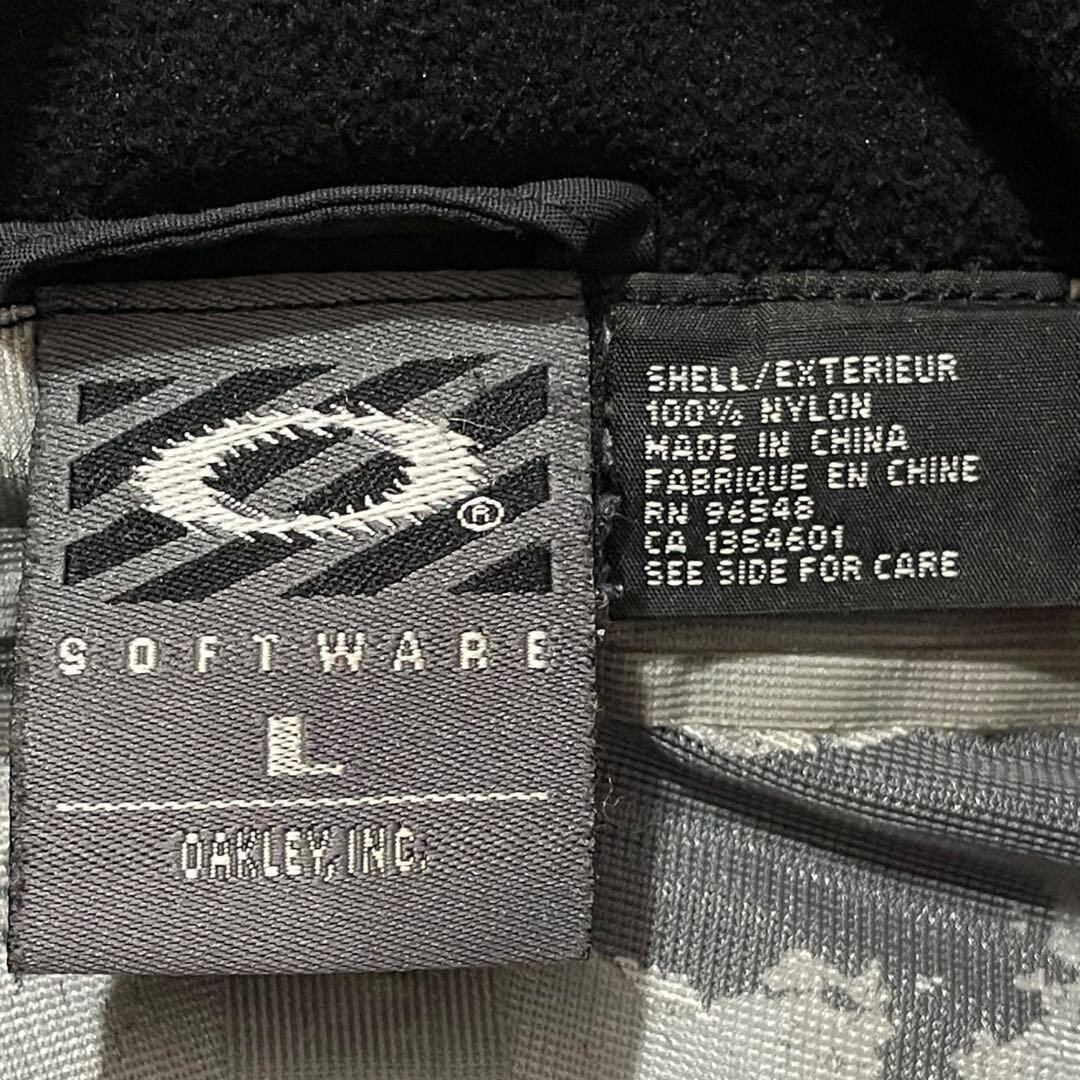 ®
SOFTWARE
L
OAKLEY, INC.
SHELL/EXTERIEUR
100% NYLON
MADE IN CHINA
FABRIQUE EN CHINE
RN 96548
CA 1354601
SEE SIDE FOR CARE